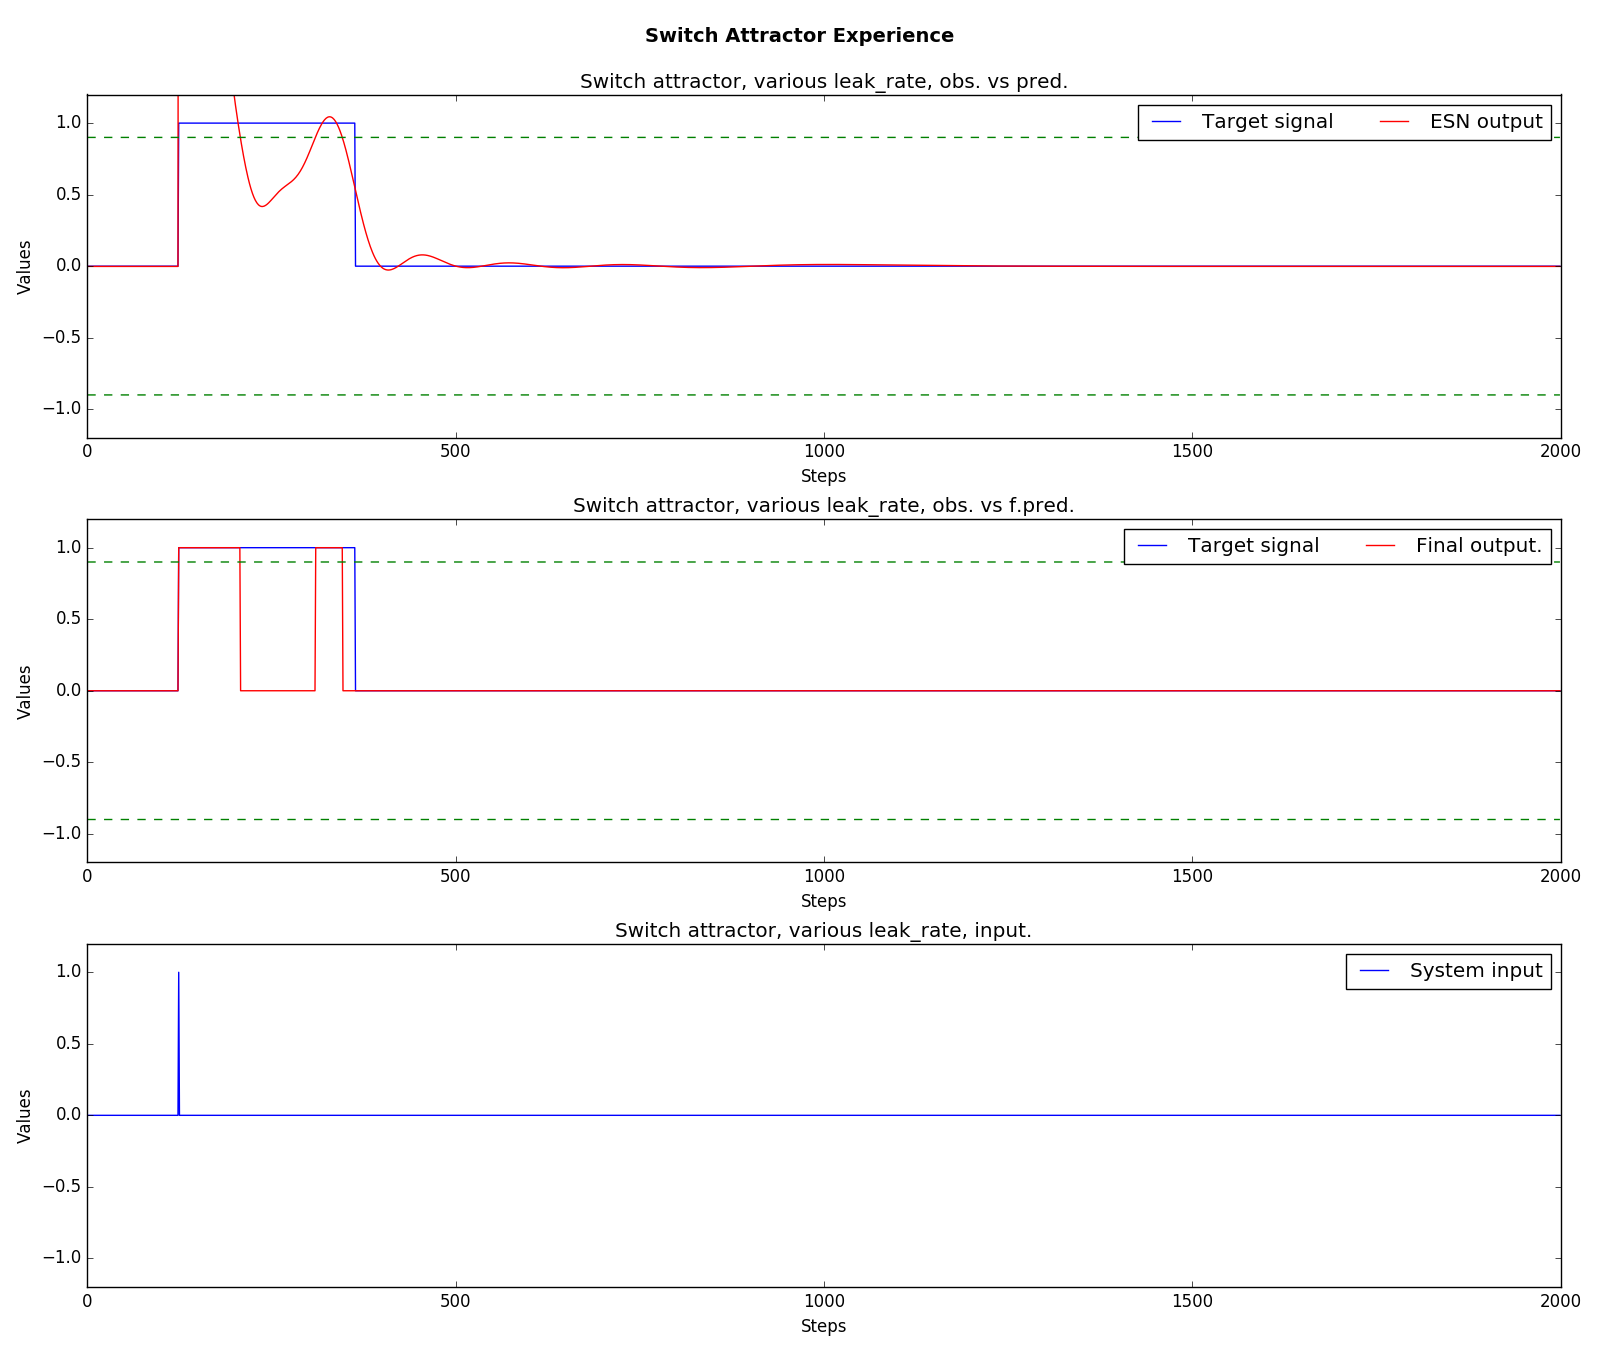 Switch Attractor Experience
Switch attractor, various leak_rate, obs. vs pred.
Target signal ESN output
1.0
0.5
0.0
−0.5
−1.0
Values
0 500 1000 1500 2000
Steps
Switch attractor, various leak_rate, obs. vs f.pred.
Target signal Final output.
1.0
0.5
0.0
−0.5
−1.0
Values
0 500 1000 1500 2000
Steps
Switch attractor, various leak_rate, input.
System input
1.0
0.5
0.0
−0.5
−1.0
Values
0 500 1000 1500 2000
Steps